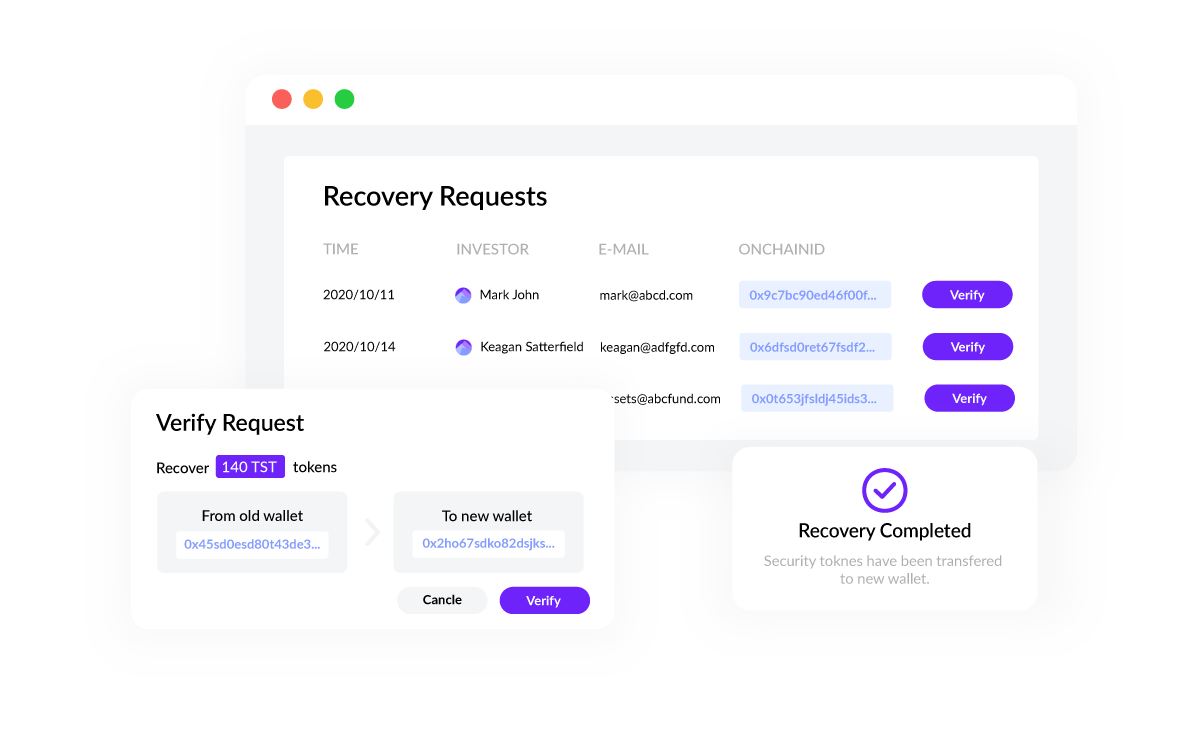 Recovery Requests
TIME INVESTOR E-MAIL ONCHAINID
2020/10/11 Mark John mark@abcd.com 0x9c7bc90ed46f00f... Verify
2020/10/14 Keagan Satterfield keagan@adfgfd.com 0x6dfsd0ret67fsdf2... Verify
sets@abcfund.com 0x0t653jfsldj45ids3... Verify
Verify Request
Recover 140 TST tokens
From old wallet
0x45sd0esd80t43de3...
To new wallet
0x2ho67sdko82dsjks...
Cancle Verify
Recovery Completed
Security toknes have been transfered
to new wallet.